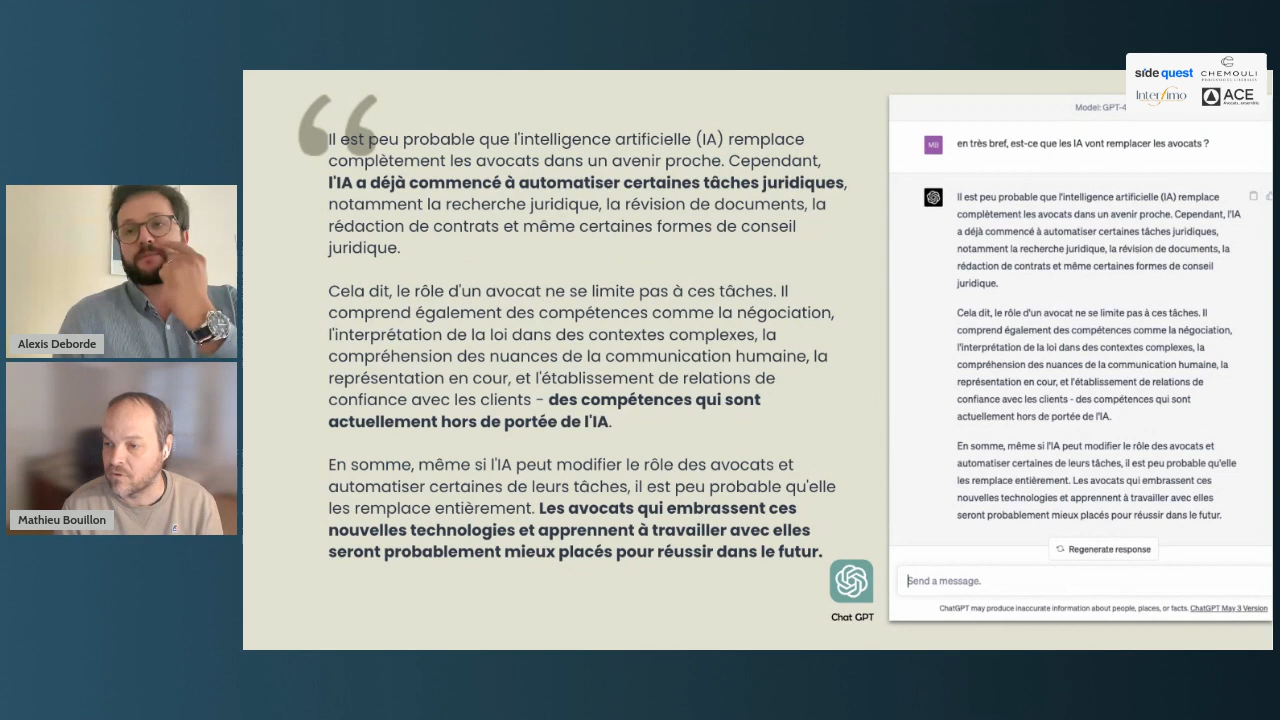 side quest
CHEMOULI
Interfimo
ACE
Avocats, ensemble
Il est peu probable que l'intelligence artificielle (IA) remplace
complètement les avocats dans un avenir proche. Cependant,
l'IA a déjà commencé à automatiser certaines tâches juridiques,
notamment la recherche juridique, la révision de documents, la
rédaction de contrats et même certaines formes de conseil
juridique.
Cela dit, le rôle d'un avocat ne se limite pas à ces tâches. Il
comprend également des compétences comme la négociation,
l'interprétation de la loi dans des contextes complexes, la
compréhension des nuances de la communication humaine, la
représentation en cour, et l'établissement de relations de
confiance avec les clients - des compétences qui sont
actuellement hors de portée de l'IA.
En somme, même si l'IA peut modifier le rôle des avocats et
automatiser certaines de leurs tâches, il est peu probable qu'elle
les remplace entièrement. Les avocats qui embrassent ces
nouvelles technologies et apprennent à travailler avec elles
seront probablement mieux placés pour réussir dans le futur.
Chat GPT
Model: GPT-4
MB
en très bref, est-ce que les IA vont remplacer les avocats ?
Il est peu probable que l'intelligence artificielle (IA) remplace
complètement les avocats dans un avenir proche. Cependant, l'IA
a déjà commencé à automatiser certaines tâches juridiques,
notamment la recherche juridique, la révision de documents, la
rédaction de contrats et même certaines formes de conseil
juridique.
Cela dit, le rôle d'un avocat ne se limite pas à ces tâches. Il
comprend également des compétences comme la négociation,
l'interprétation de la loi dans des contextes complexes, la
compréhension des nuances de la communication humaine, la
représentation en cour, et l'établissement de relations de
confiance avec les clients - des compétences qui sont
actuellement hors de portée de l'IA.
En somme, même si l'IA peut modifier le rôle des avocats et
automatiser certaines de leurs tâches, il est peu probable qu'elle
les remplace entièrement. Les avocats qui embrassent ces
nouvelles technologies et apprennent à travailler avec elles
seront probablement mieux placés pour réussir dans le futur.
Regenerate response
Send a message.
ChatGPT may produce inaccurate information about people, places, or facts. ChatGPT May 3 Version
Alexis Deborde
Mathieu Bouillon